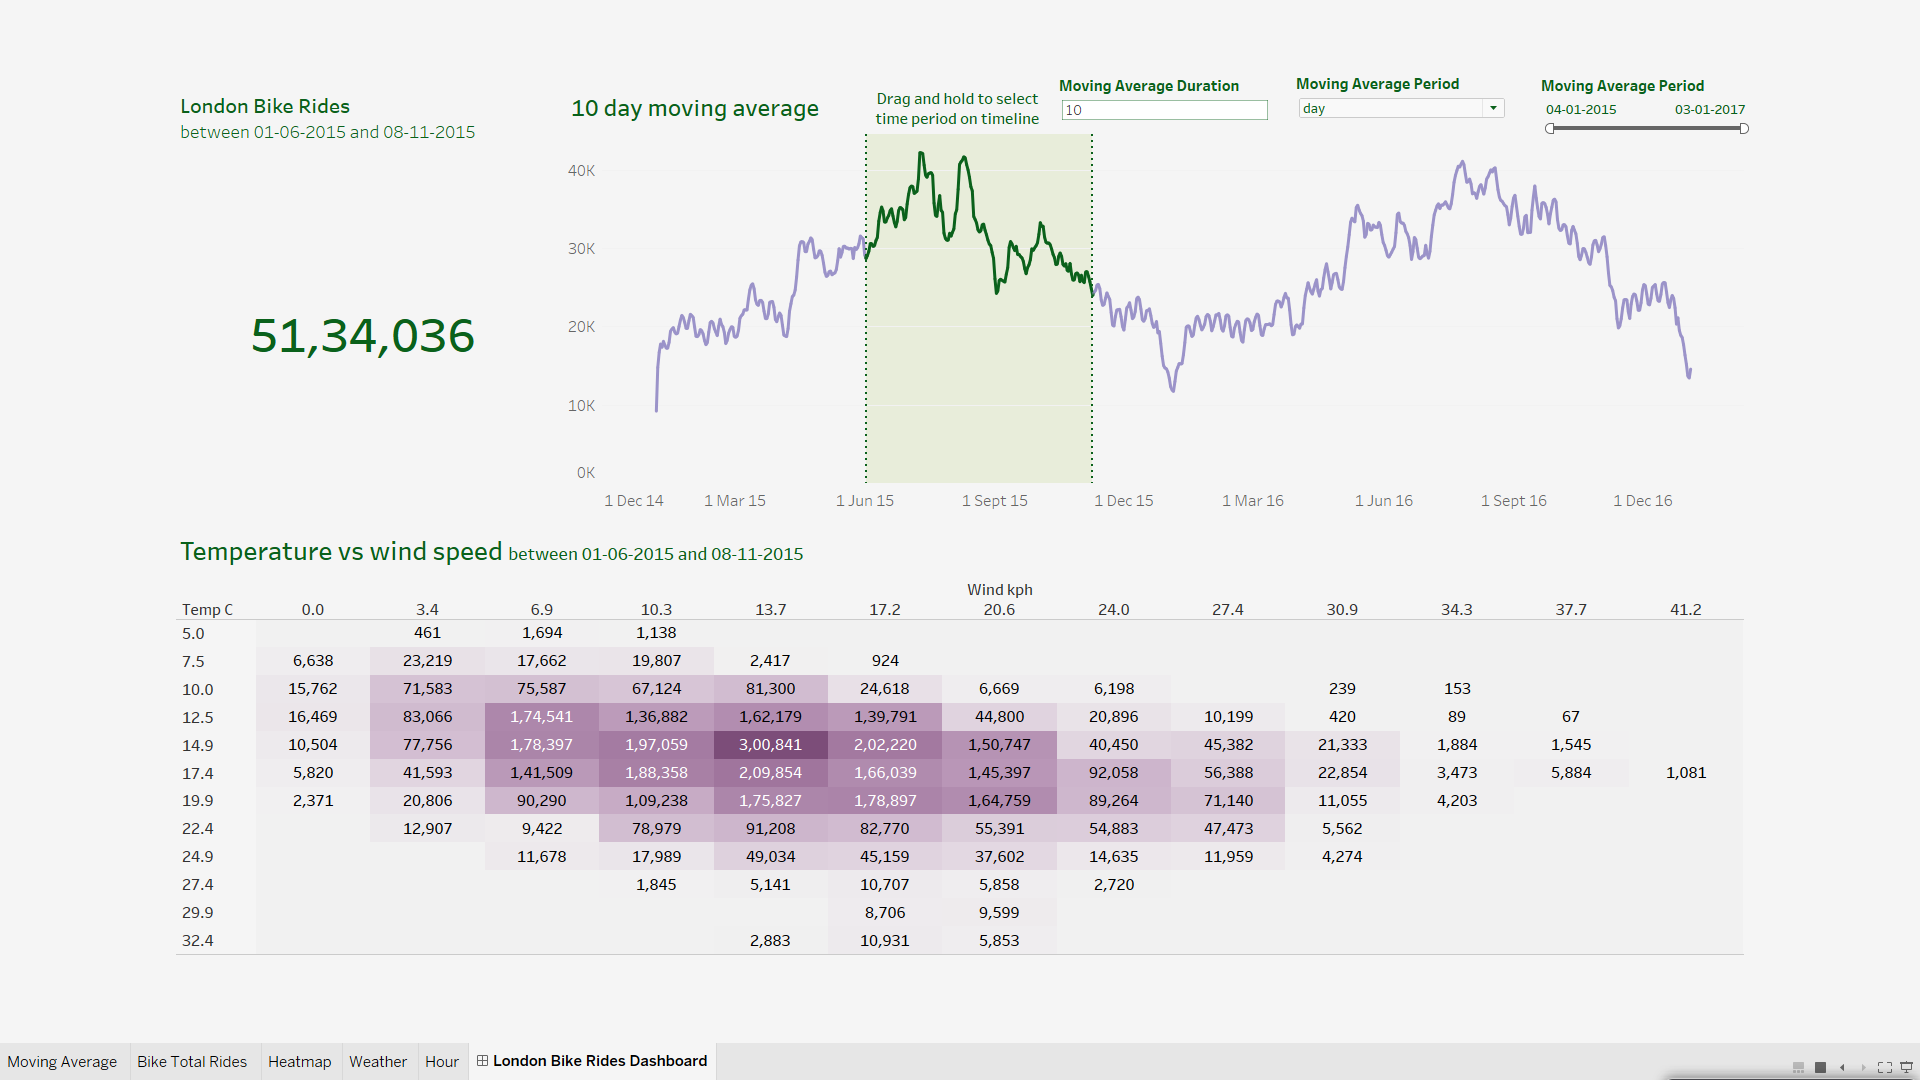 London Bike Rides
between 01-06-2015 and 08-11-2015
51,34,036
10 day moving average
Drag and hold to select
time period on timeline
Moving Average Duration
10
Moving Average Period
day
Moving Average Period
04-01-2015 03-01-2017
40K
30K
20K
10K
0K
1 Dec 14 1 Mar 15 1 Jun 15 1 Sept 15 1 Dec 15 1 Mar 16 1 Jun 16 1 Sept 16 1 Dec 16
Temperature vs wind speed between 01-06-2015 and 08-11-2015
Wind kph
Temp C 0.0 3.4 6.9 10.3 13.7 17.2 20.6 24.0 27.4 30.9 34.3 37.7 41.2
5.0 461 1,694 1,138
7.5 6,638 23,219 17,662 19,807 2,417 924
10.0 15,762 71,583 75,587 67,124 81,300 24,618 6,669 6,198 239 153
12.5 16,469 83,066 1,74,541 1,36,882 1,62,179 1,39,791 44,800 20,896 10,199 420 89 67
14.9 10,504 77,756 1,78,397 1,97,059 3,00,841 2,02,220 1,50,747 40,450 45,382 21,333 1,884 1,545
17.4 5,820 41,593 1,41,509 1,88,358 2,09,854 1,66,039 1,45,397 92,058 56,388 22,854 3,473 5,884 1,081
19.9 2,371 20,806 90,290 1,09,238 1,75,827 1,78,897 1,64,759 89,264 71,140 11,055 4,203
22.4 12,907 9,422 78,979 91,208 82,770 55,391 54,883 47,473 5,562
24.9 11,678 17,989 49,034 45,159 37,602 14,635 11,959 4,274
27.4 1,845 5,141 10,707 5,858 2,720
29.9 8,706 9,599
32.4 2,883 10,931 5,853
Moving Average Bike Total Rides Heatmap Weather Hour London Bike Rides Dashboard